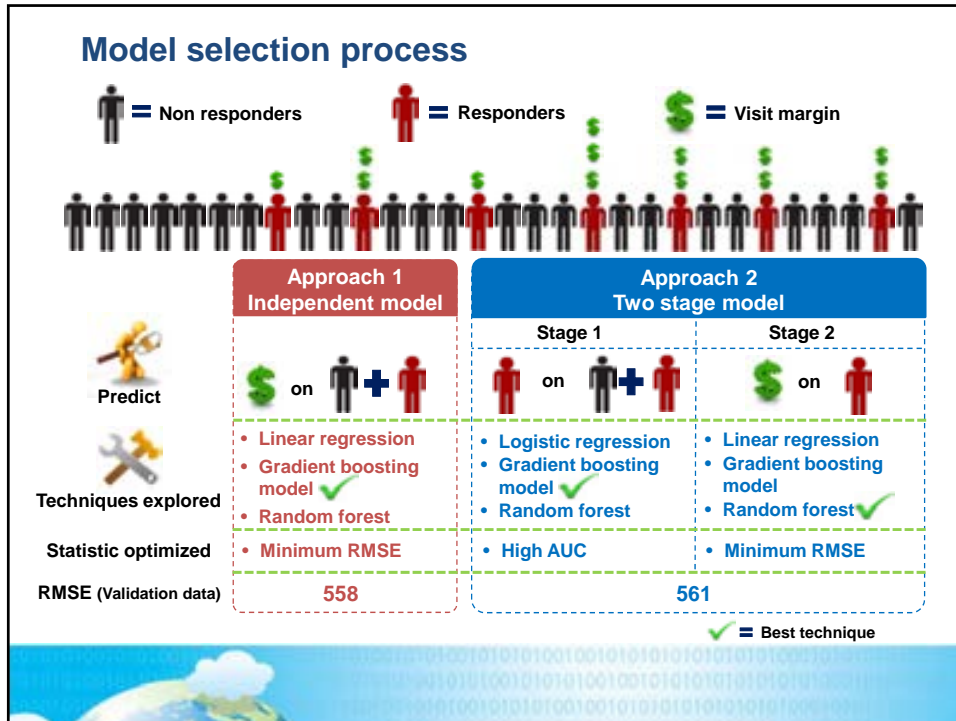 Model selection process
= Non responders
= Responders
$ = Visit margin
$ $ $ $ $ $ $ $ $ $ $ $ $
Approach 1
Independent model
Approach 2
Two stage model
Stage 1
Stage 2
Predict
$ on +
on +
$ on
Techniques explored
• Linear regression
• Gradient boosting
model
• Random forest
• Logistic regression
• Gradient boosting
model
• Random forest
• Linear regression
• Gradient boosting
model
• Random forest
Statistic optimized
• Minimum RMSE
• High AUC
• Minimum RMSE
RMSE (Validation data)
558
561
= Best technique